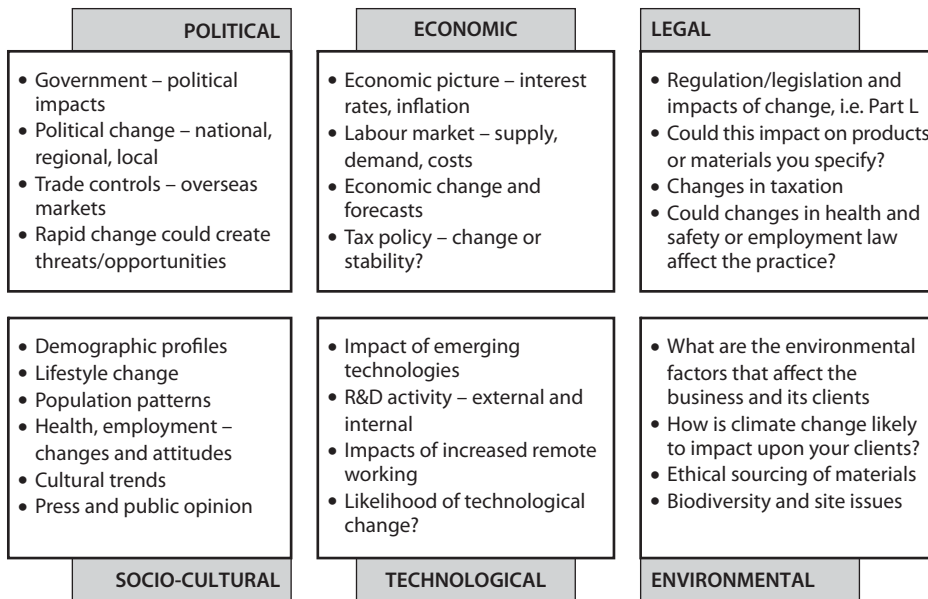 POLITICAL
• Government – political
impacts
• Political change – national,
regional, local
• Trade controls – overseas
markets
• Rapid change could create
threats/opportunities
ECONOMIC
• Economic picture – interest
rates, inflation
• Labour market – supply,
demand, costs
• Economic change and
forecasts
• Tax policy – change or
stability?
LEGAL
• Regulation/legislation and
impacts of change, i.e. Part L
• Could this impact on products
or materials you specify?
• Changes in taxation
• Could changes in health and
safety or employment law
affect the practice?
• Demographic profiles
• Lifestyle change
• Population patterns
• Health, employment –
changes and attitudes
• Cultural trends
• Press and public opinion
SOCIO-CULTURAL
• Impact of emerging
technologies
• R&D activity – external and
internal
• Impacts of increased remote
working
• Likelihood of technological
change?
TECHNOLOGICAL
• What are the environmental
factors that affect the
business and its clients
• How is climate change likely
to impact upon your clients?
• Ethical sourcing of materials
• Biodiversity and site issues
ENVIRONMENTAL